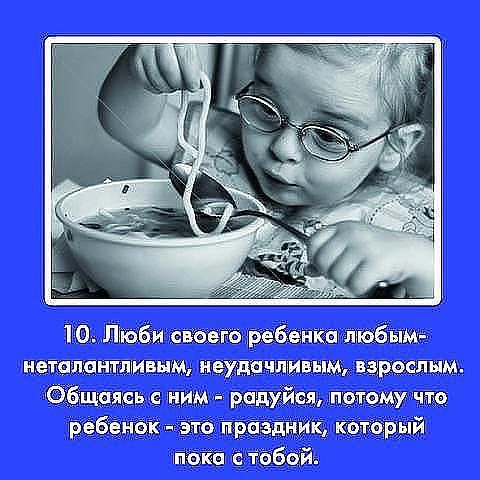 10. Люби своего ребенка любым-
неталантливым, неудачливым, взрослым.
Общаясь с ним - радуйся, потому что
ребенок - это праздник, который
пока с тобой.